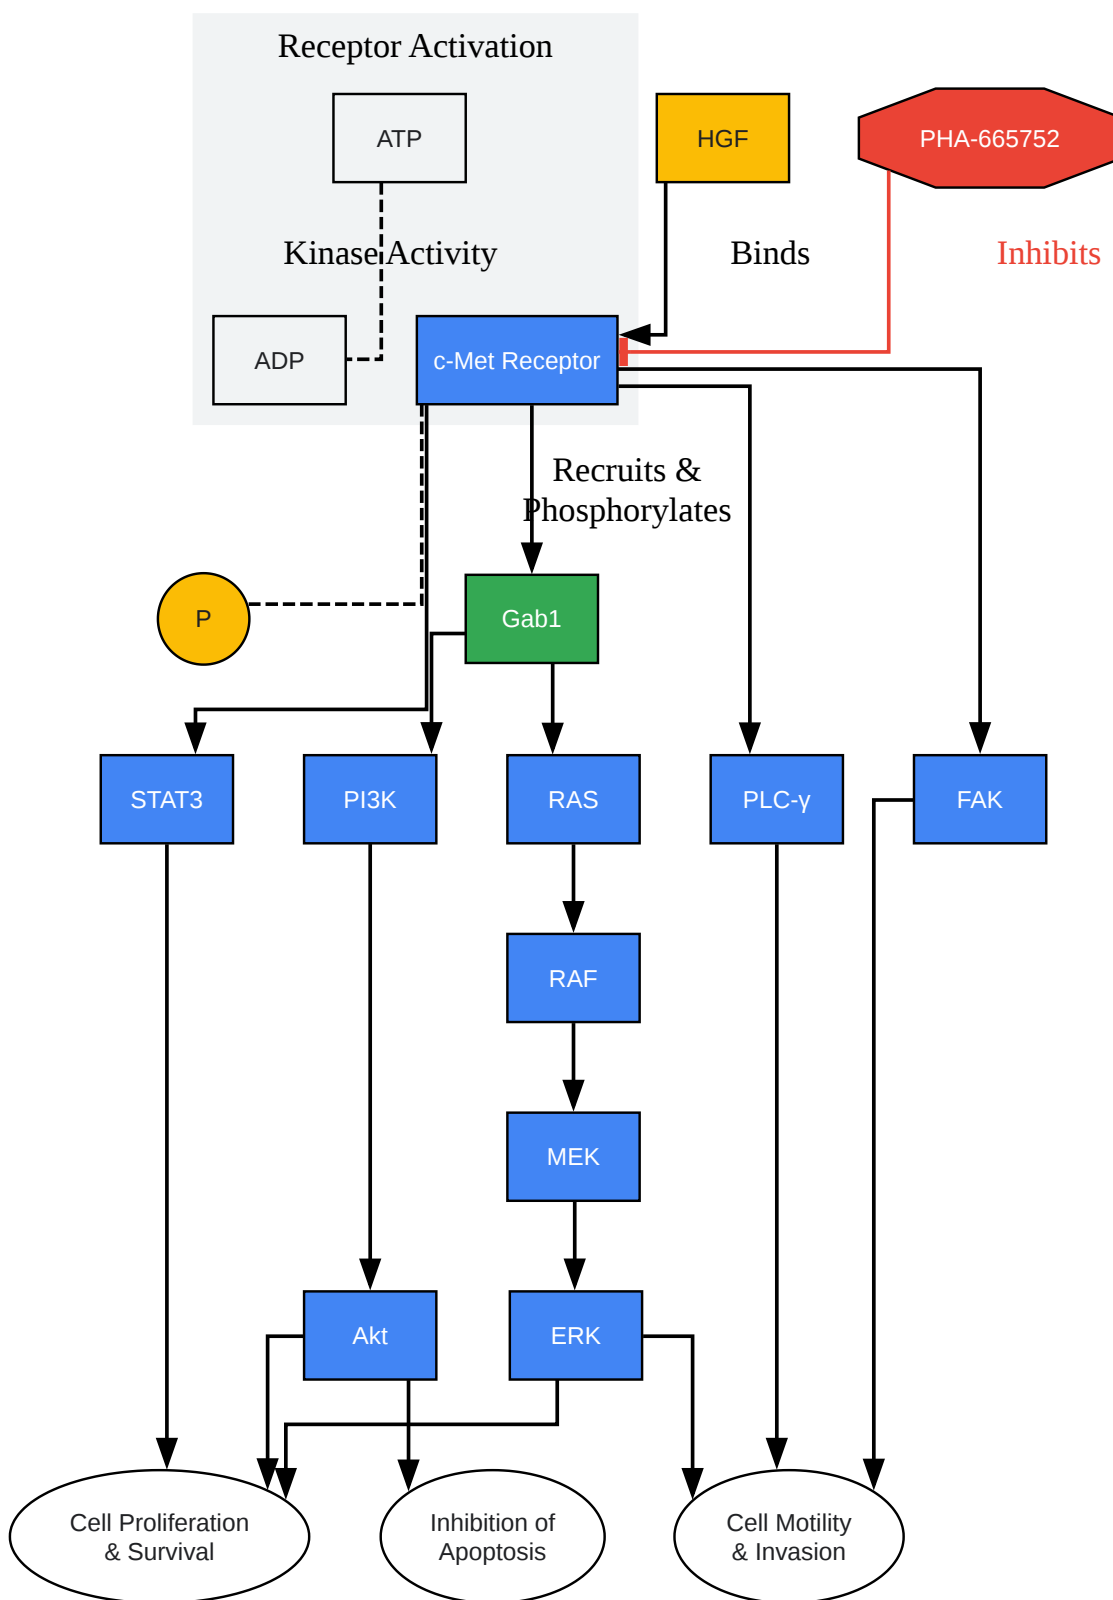 Receptor Activation
ATP
HGF
PHA-665752
Kinase Activity
Binds
Inhibits
ADP
c-Met Receptor
Recruits &
Phosphorylates
P
Gab1
STAT3
PI3K
RAS
PLC-γ
FAK
RAF
MEK
Akt
ERK
Cell Proliferation
& Survival
Inhibition of
Apoptosis
Cell Motility
& Invasion